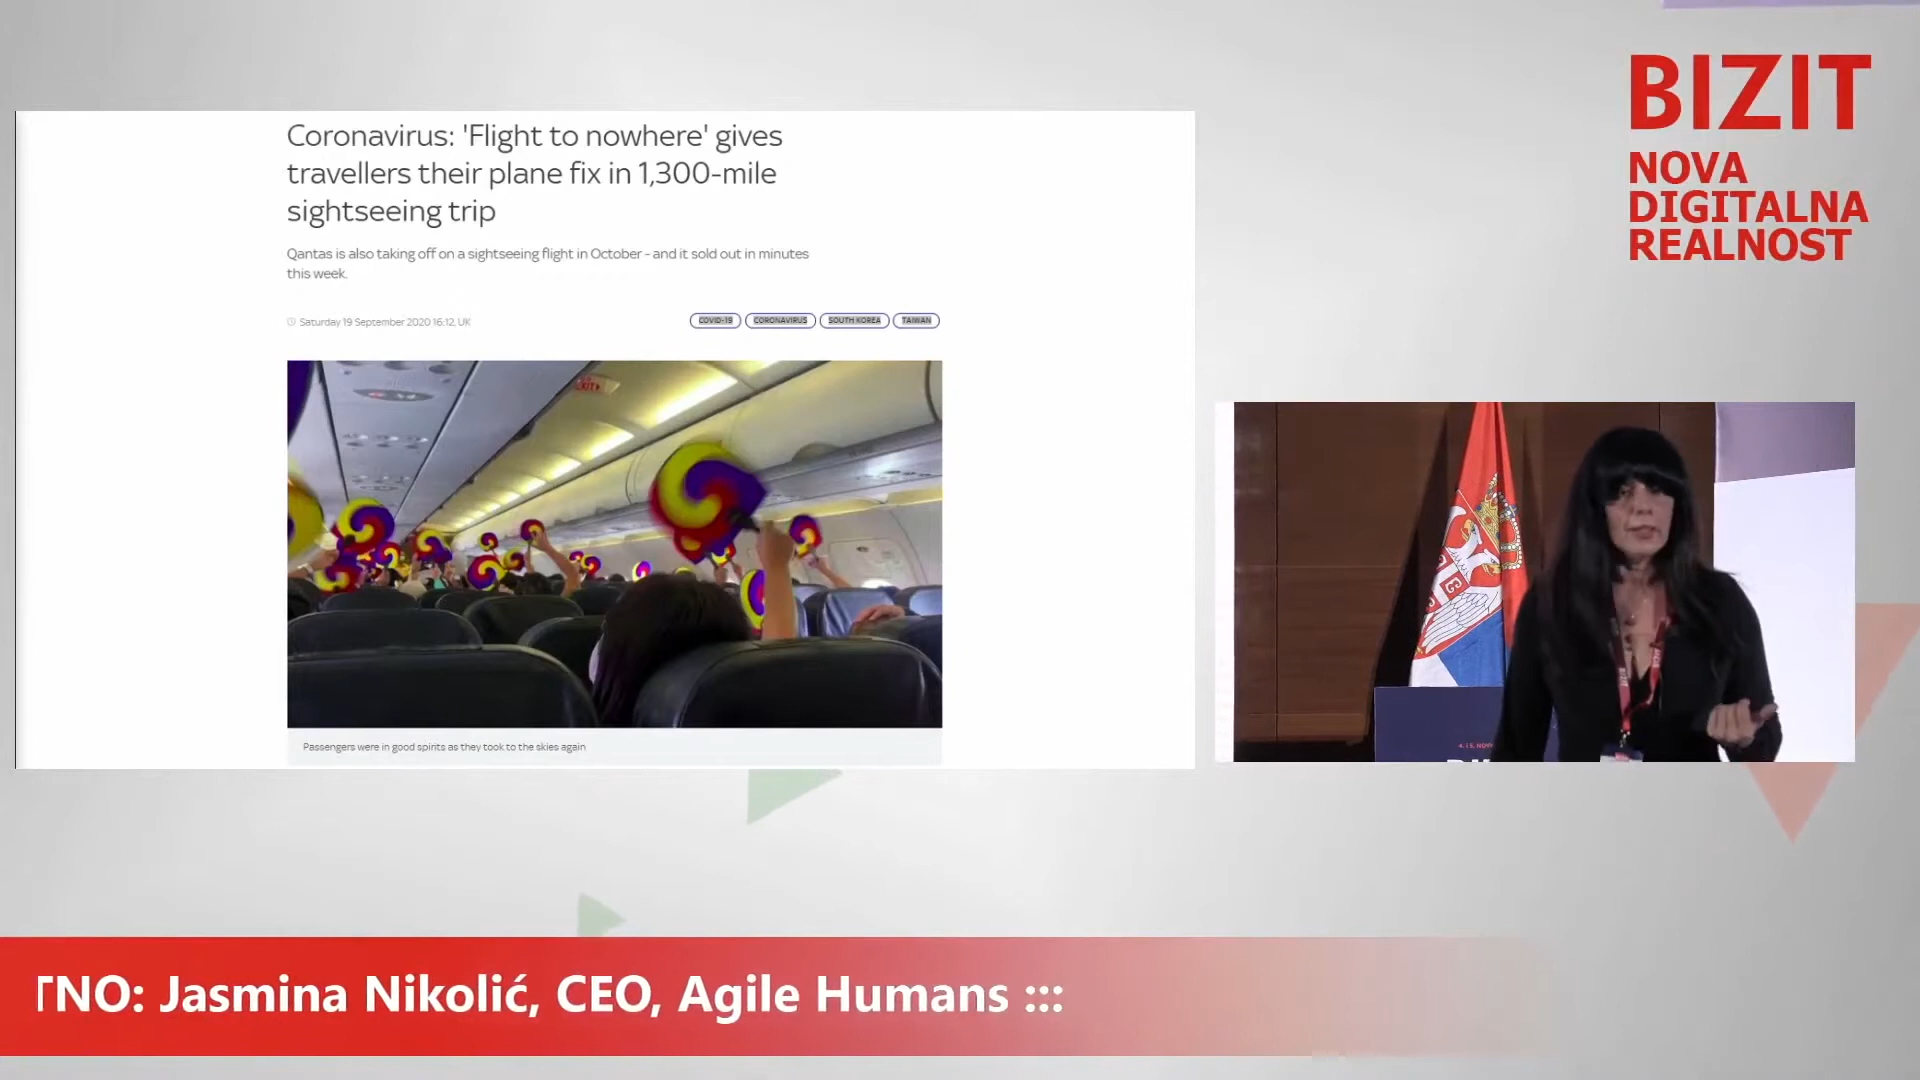 BIZIT
NOVA
DIGITALNA
REALNOST
Coronavirus: 'Flight to nowhere' gives
travellers their plane fix in 1,300-mile
sightseeing trip
Qantas is also taking off on a sightseeing flight in October - and it sold out in minutes
this week.
Saturday 19 September 2020 16:12, UK
COVID-19 CORONAVIRUS SOUTH KOREA TAIWAN
EXIT
Passengers were in good spirits as they took to the skies again
TNO: Jasmina Nikolić, CEO, Agile Humans :::